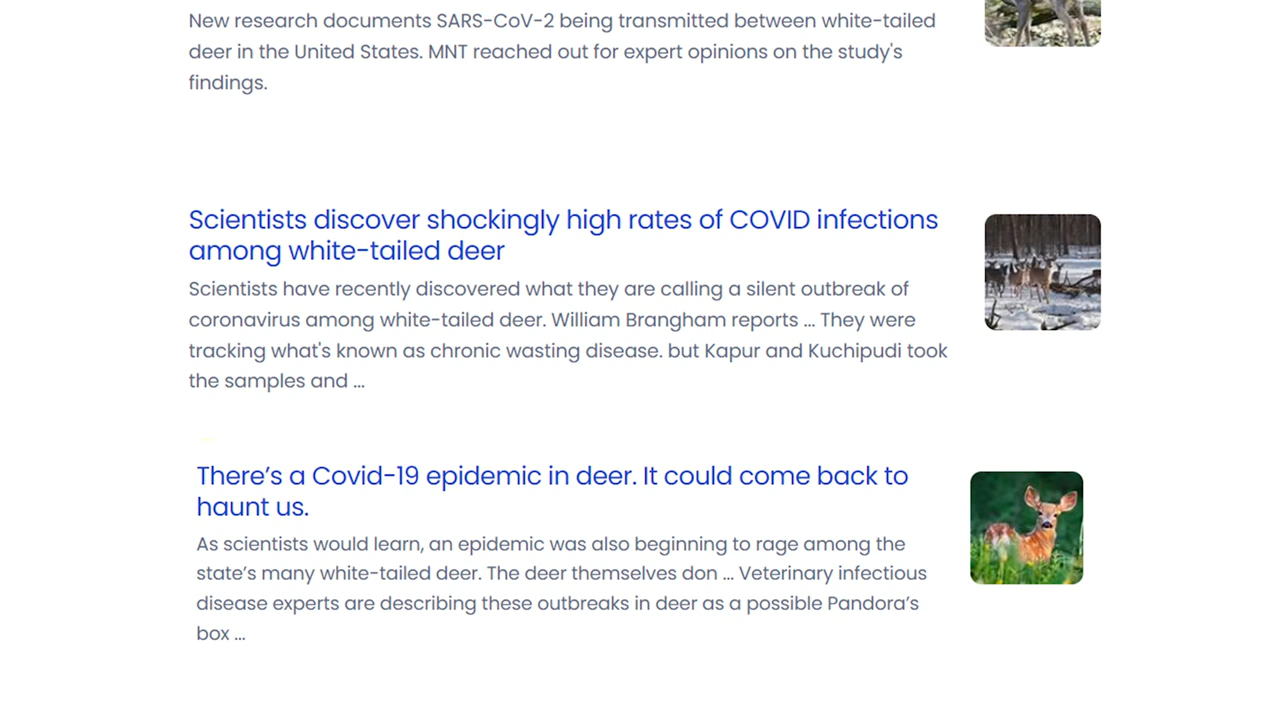 New research documents SARS-CoV-2 being transmitted between white-tailed
deer in the United States. MNT reached out for expert opinions on the study's
findings.
Scientists discover shockingly high rates of COVID infections
among white-tailed deer
Scientists have recently discovered what they are calling a silent outbreak of
coronavirus among white-tailed deer. William Brangham reports ... They were
tracking what's known as chronic wasting disease. but Kapur and Kuchipudi took
the samples and ...
There’s a Covid-19 epidemic in deer. It could come back to
haunt us.
As scientists would learn, an epidemic was also beginning to rage among the
state’s many white-tailed deer. The deer themselves don ... Veterinary infectious
disease experts are describing these outbreaks in deer as a possible Pandora’s
box ...